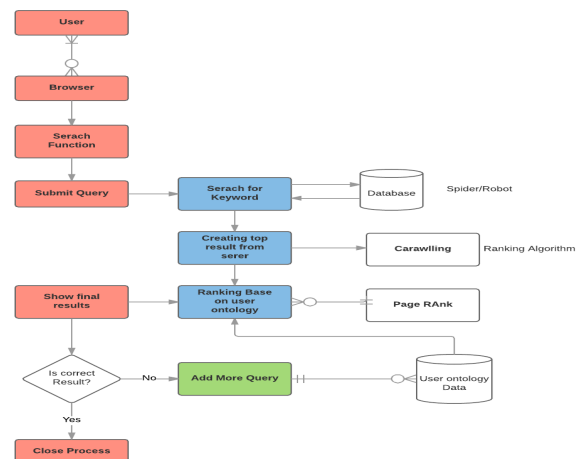 User
Browser
Serach
Function
Submit Query
Serach for
Keyword
Database
Spider/Robot
Creating top
result from
serer
Carawlling
Ranking Algorithm
Show final
results
Ranking Base
on user
ontology
Page RAnk
Is correct
Result?
No
Add More Query
User ontology
Data
Yes
Close Process